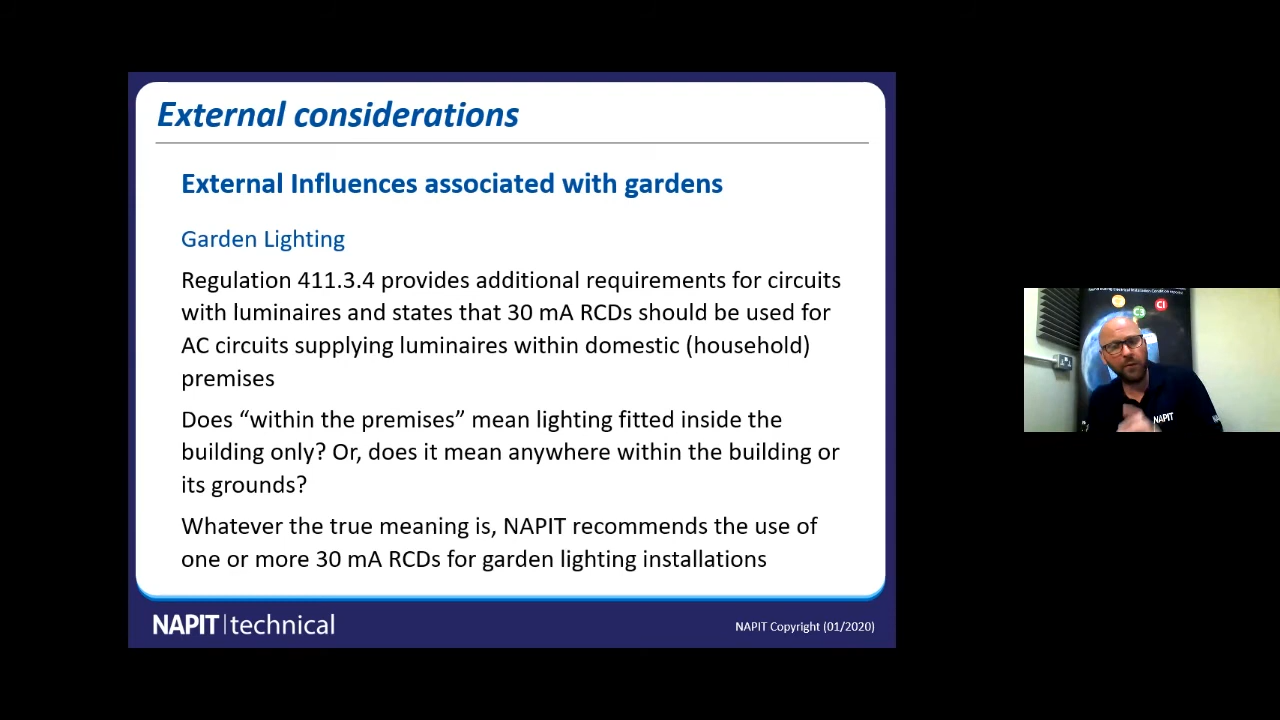 External considerations
External Influences associated with gardens
Garden Lighting
Regulation 411.3.4 provides additional requirements for circuits
with luminaires and states that 30 mA RCDs should be used for
AC circuits supplying luminaires within domestic (household)
premises
Does “within the premises” mean lighting fitted inside the
building only? Or, does it mean anywhere within the building or
its grounds?
Whatever the true meaning is, NAPIT recommends the use of
one or more 30 mA RCDs for garden lighting installations
NAPIT | technical
NAPIT Copyright (01/2020)
C3
C1
NAPIT